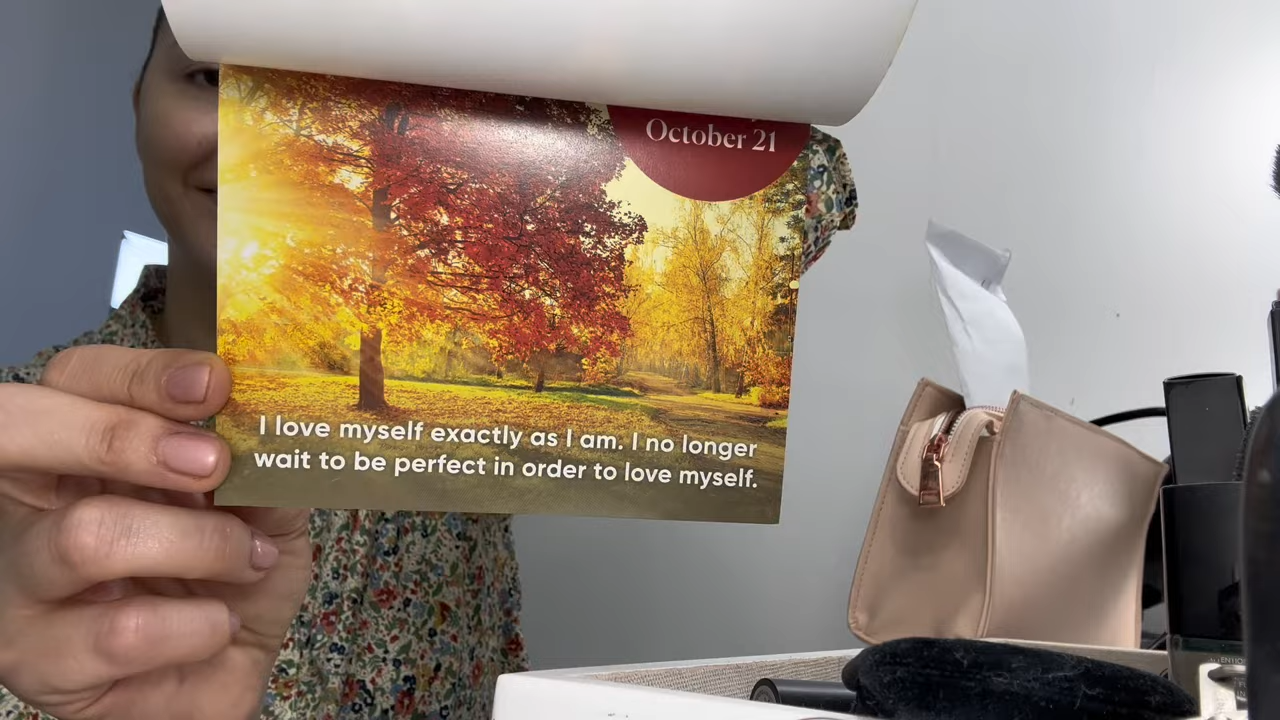 October 21
I love myself exactly as I am. I no longer
wait to be perfect in order to love myself.